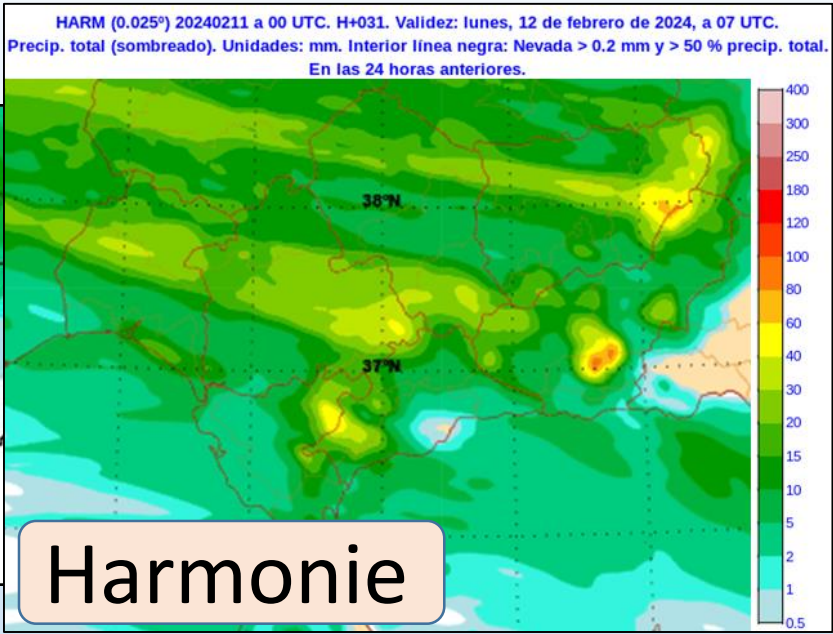 HARM (0.025º) 20240211 a 00 UTC. H+031. Validez: lunes, 12 de febrero de 2024, a 07 UTC.
Precip. total (sombreado). Unidades: mm. Interior línea negra: Nevada > 0.2 mm y > 50 % precip. total.
En las 24 horas anteriores.
400
300
250
180
120
100
80
60
40
30
20
15
10
5
2
1
0.5
38ºN
37ºN
Harmonie